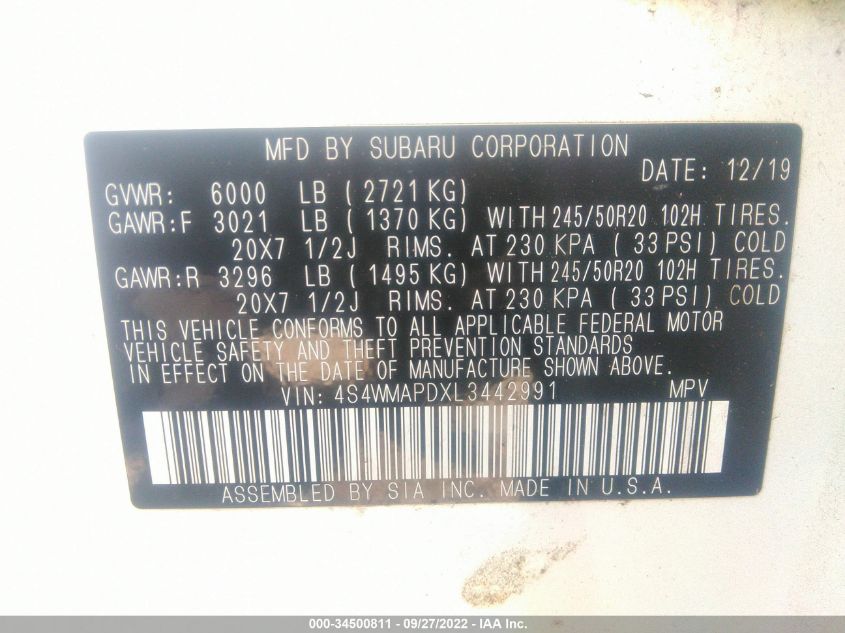 MFD BY SUBARU CORPORATION
DATE: 12/19
GVWR: 6000 LB ( 2721 KG)
GAWR:F 3021 LB ( 1370 KG) WITH 245/50R20 102H TIRES.
20X7 1/2J RIMS. AT 230 KPA ( 33 PSI ) COLD
GAWR:R 3296 LB ( 1495 KG) WITH 245/50R20 102H TIRES.
20X7 1/2J RIMS. AT 230 KPA ( 33 PSI ) COLD
THIS VEHICLE CONFORMS TO ALL APPLICABLE FEDERAL MOTOR
VEHICLE SAFETY AND THEFT PREVENTION STANDARDS
IN EFFECT ON THE DATE OF MANUFACTURE SHOWN ABOVE.
VIN: 4S4WMAPDXL3442991 MPV
ASSEMBLED BY SIA INC. MADE IN U.S.A.
000-34500811 - 09/27/2022 - IAA Inc.